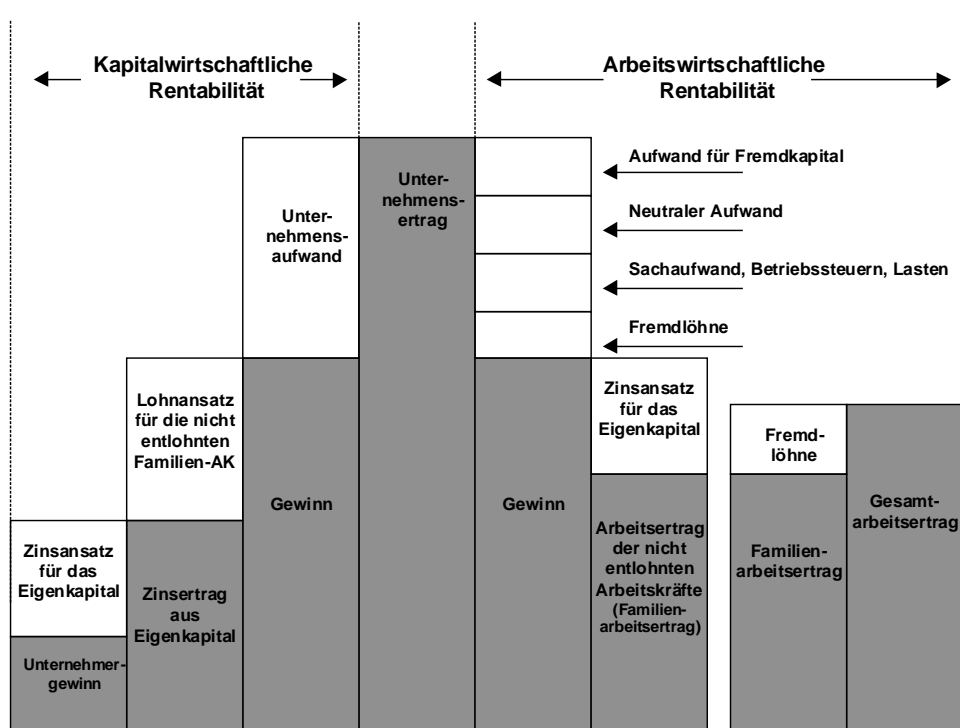 Kapitalwirtschaftliche
Rentabilität
Arbeitswirtschaftliche
Rentabilität
Unter-
nehmens-
aufwand
Unter-
nehmens-
ertrag
Aufwand für Fremdkapital
Neutraler Aufwand
Sachaufwand, Betriebssteuern, Lasten
Fremdlöhne
Lohnansatz
für die nicht
entlohnten
Familien-AK
Zinsansatz
für das
Eigenkapital
Fremd-
löhne
Gewinn
Gewinn
Gesamt-
arbeitsertrag
Zinsansatz
für das
Eigenkapital
Zinsertrag
aus
Eigenkapital
Arbeitsertrag
der nicht
entlohnten
Arbeitskräfte
(Familien-
arbeitsertrag)
Familien-
arbeitsertrag
Unternehmer-
gewinn